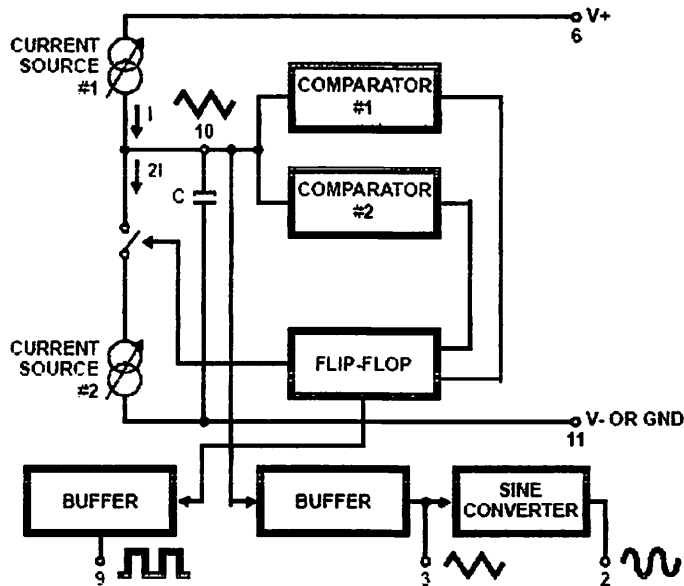 V+
6
CURRENT
SOURCE
#1
I
10
COMPARATOR
#1
2I
C
COMPARATOR
#2
CURRENT
SOURCE
#2
FLIP-FLOP
V- OR GND
11
BUFFER
BUFFER
SINE
CONVERTER
9
3
2